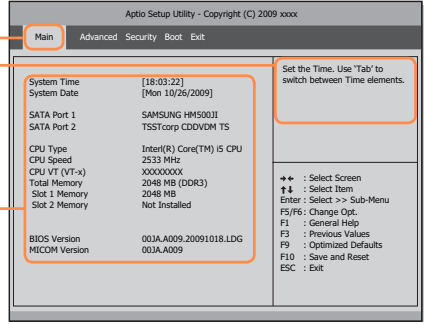 Aptio Setup Utility - Copyright (C) 2009 xxxx
Main Advanced Security Boot Exit
System Time [18:03:22]
System Date [Mon 10/26/2009]
SATA Port 1 SAMSUNG HM500JI
SATA Port 2 TSSTcorp CDDVDM TS
CPU Type Interl(R) Core(TM) i5 CPU
CPU Speed 2533 MHz
CPU VT (VT-x) XXXXXXXX
Total Memory 2048 MB (DDR3)
Slot 1 Memory 2048 MB
Slot 2 Memory Not Installed
BIOS Version 00JA.A009.20091018.LDG
MICOM Version 00JA.A009
Set the Time. Use 'Tab' to
switch between Time elements.
→← : Select Screen
↑↓ : Select Item
Enter : Select >> Sub-Menu
F5/F6 : Change Opt.
F1 : General Help
F3 : Previous Values
F9 : Optimized Defaults
F10 : Save and Reset
ESC : Exit